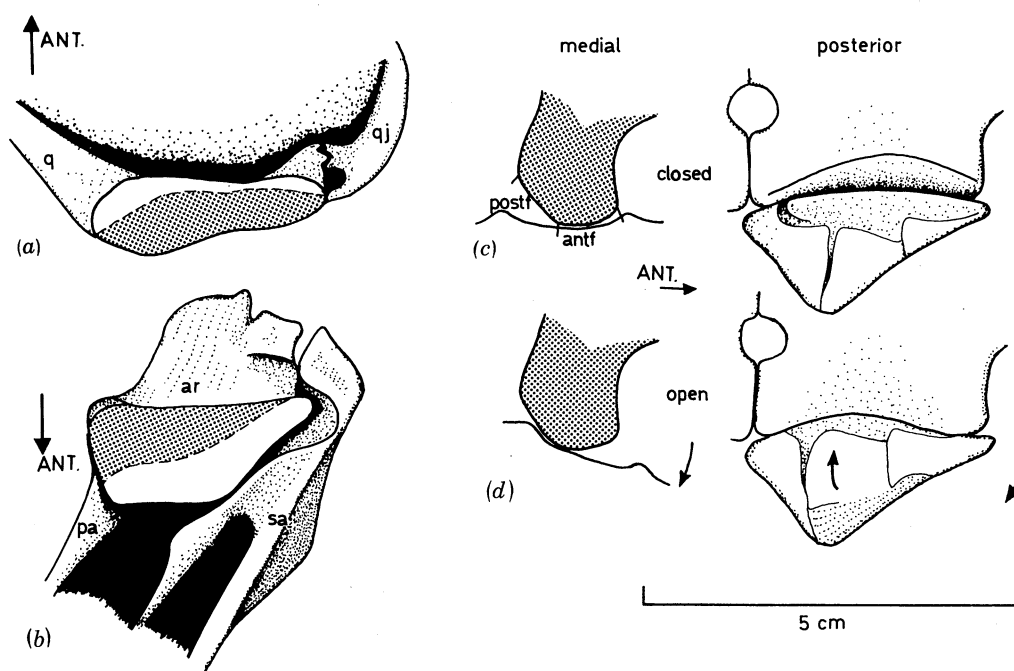 ANT.
q
qj
(a)
medial
posterior
closed
postf
antf
(c)
ANT.
ar
ANT.
pa
sa
(b)
open
(d)
5 cm